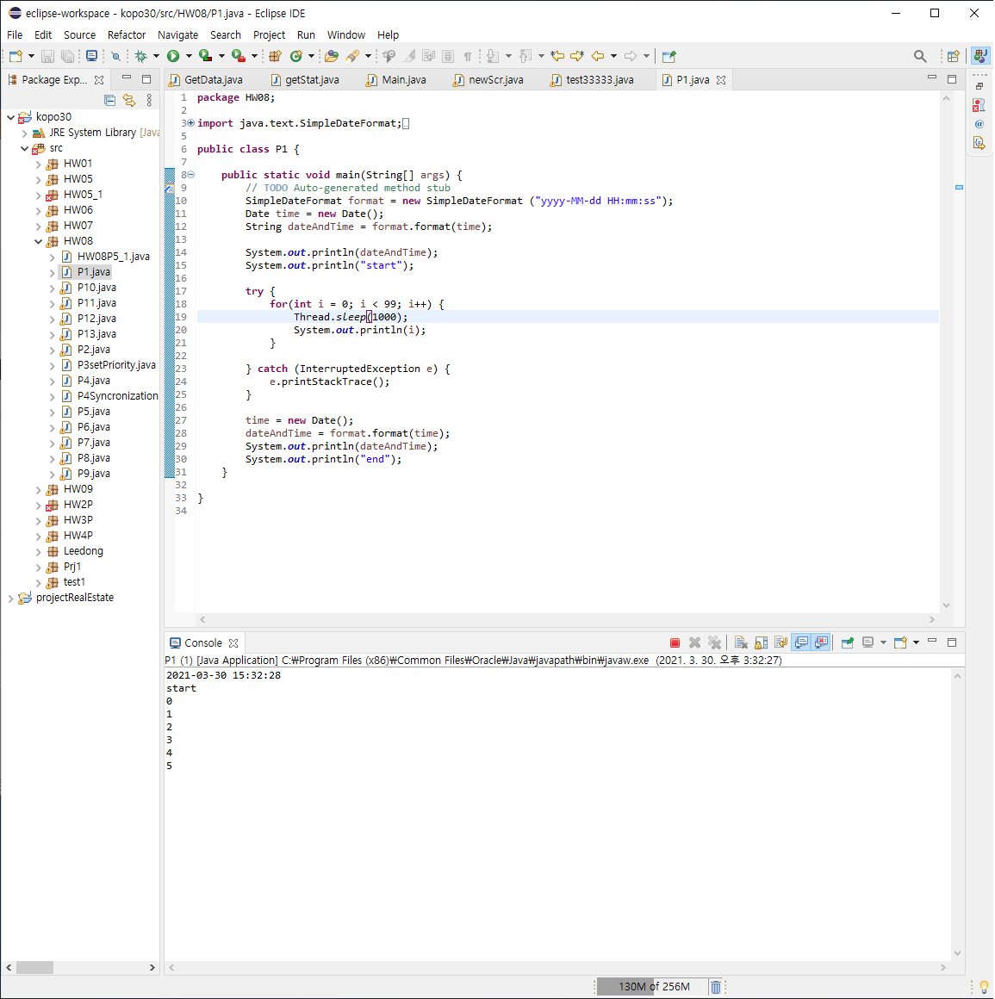 eclipse-workspace - kopo30/src/HW08/P1.java - Eclipse IDE
File Edit Source Refactor Navigate Search Project Run Window Help
Package Exp...
kopo30
JRE System Library [Java
src
HW01
HW05
HW05_1
HW06
HW07
HW08
HW08P5_1.java
P1.java
P10.java
P11.java
P12.java
P13.java
P2.java
P3setPriority.java
P4.java
P4Syncronization
P5.java
P6.java
P7.java
P8.java
P9.java
HW09
HW2P
HW3P
HW4P
Leedong
Prj1
test1
projectRealEstate
GetData.java getStat.java Main.java newScr.java test33333.java P1.java
1 package HW08;
2
3 import java.text.SimpleDateFormat;
5
6 public class P1 {
7
8 public static void main(String[] args) {
9 // TODO Auto-generated method stub
10 SimpleDateFormat format = new SimpleDateFormat ("yyyy-MM-dd HH:mm:ss");
11 Date time = new Date();
12 String dateAndTime = format.format(time);
13
14 System.out.println(dateAndTime);
15 System.out.println("start");
16
17 try {
18 for(int i = 0; i < 99; i++) {
19 Thread.sleep(1000);
20 System.out.println(i);
21 }
22
23 } catch (InterruptedException e) {
24 e.printStackTrace();
25 }
26
27 time = new Date();
28 dateAndTime = format.format(time);
29 System.out.println(dateAndTime);
30 System.out.println("end");
31 }
32
33 }
34
Console
P1 (1) [Java Application] C:₩Program Files (x86)₩Common Files₩Oracle₩Java₩javapath₩bin₩javaw.exe (2021. 3. 30. 오후 3:32:27)
2021-03-30 15:32:28
start
0
1
2
3
4
5
130M of 256M